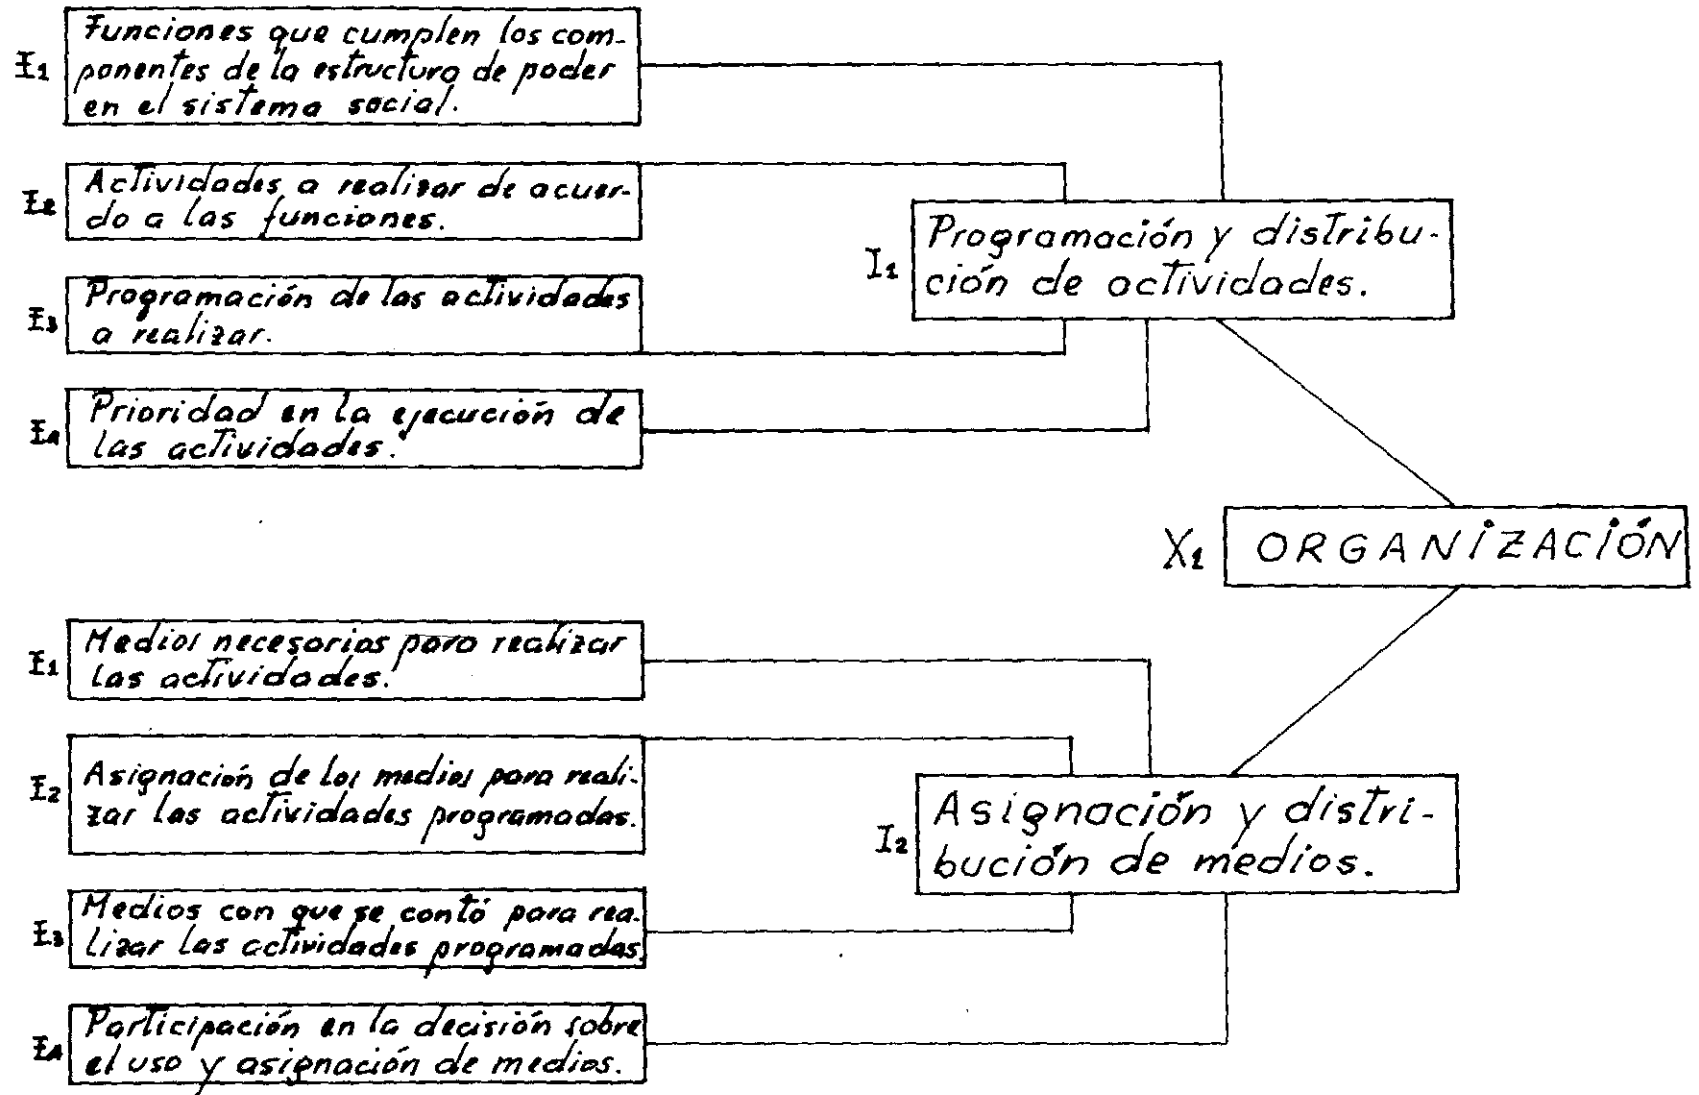 I1
Funciones que cumplen los com-
ponentes de la estructura de poder
en el sistema social.
I2
Actividades a realizar de acuer-
do a las funciones.
I3
Programación de las actividades
a realizar.
I4
Prioridad en la ejecución de
las actividades.
I1
Programación y distribu-
ción de actividades.
X1
ORGANIZACIÓN
I1
Medios necesarios para realizar
las actividades.
I2
Asignación de los medios para reali-
zar las actividades programadas.
I3
Medios con que se contó para rea-
lizar las actividades programadas.
I4
Participación en la decisión sobre
el uso y asignación de medios.
I2
Asignación y distri-
bución de medios.